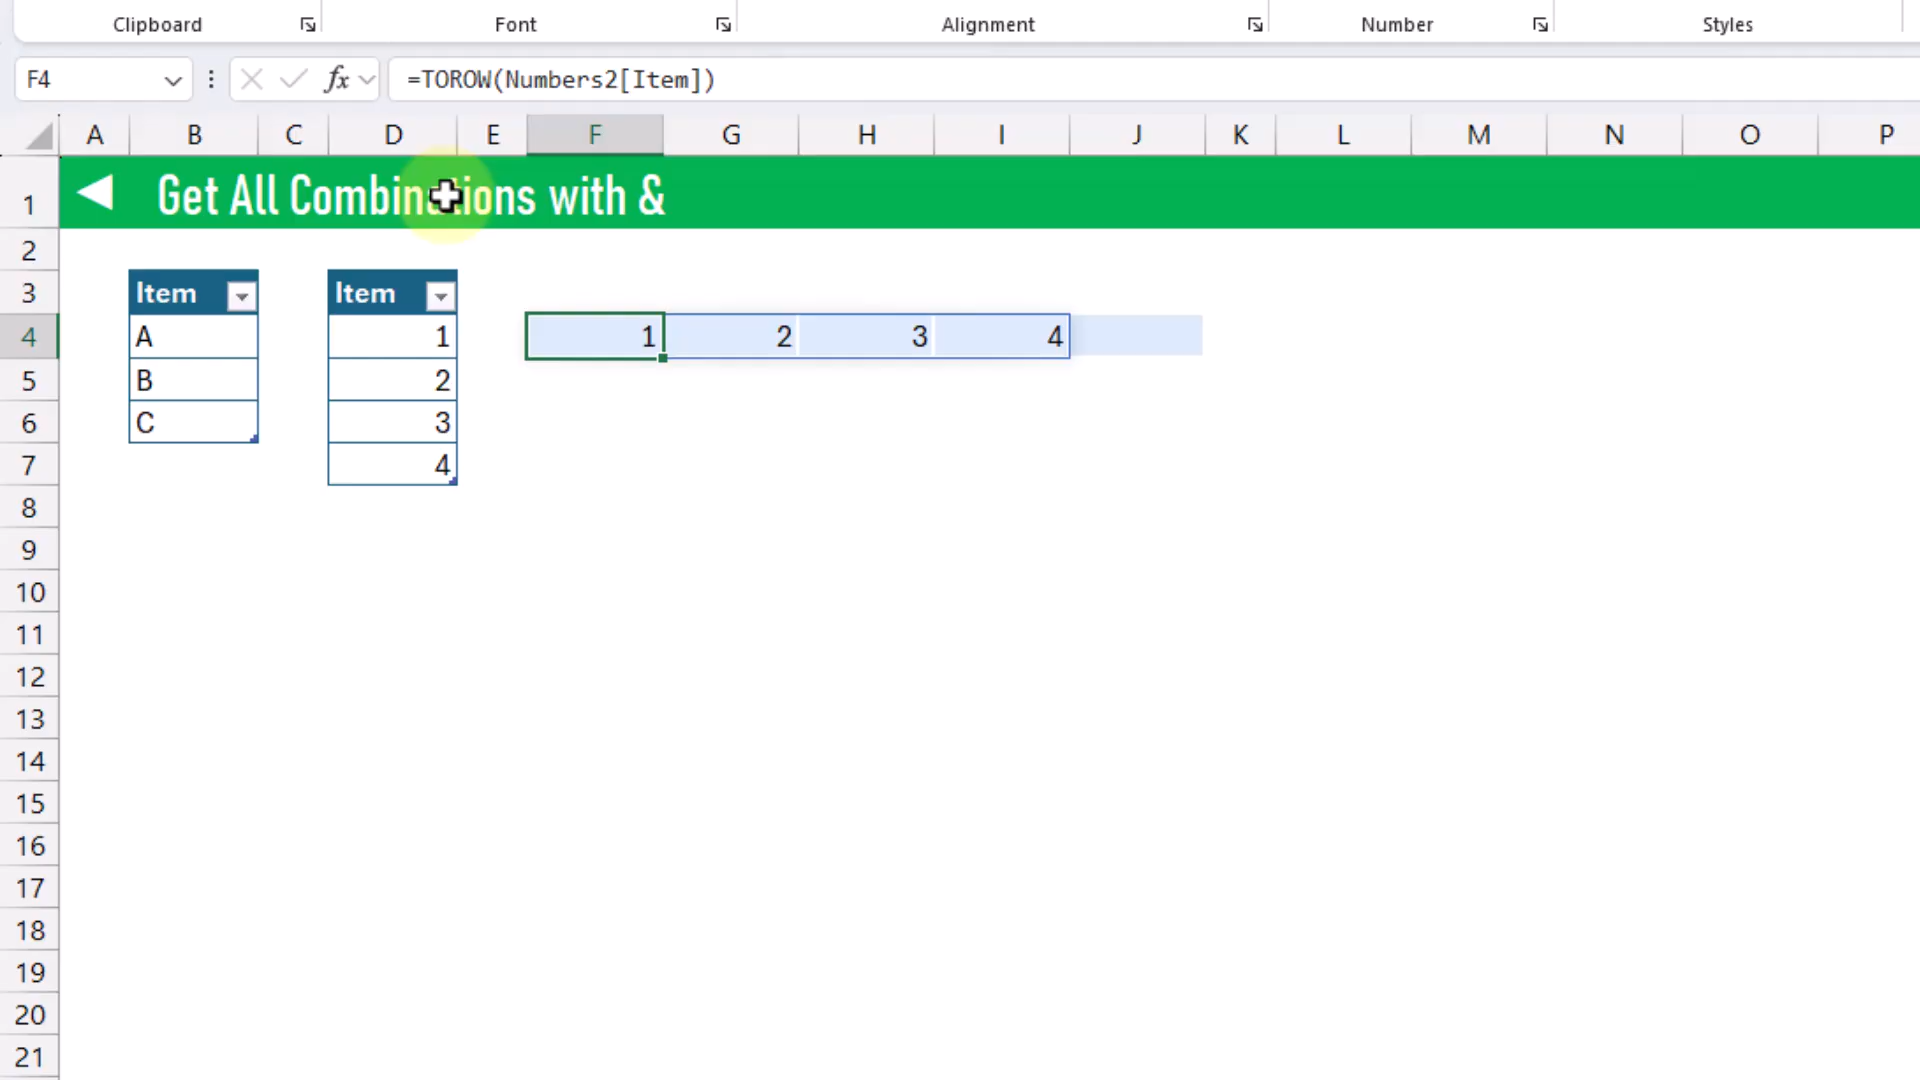 Clipboard Font Alignment Number Styles
F4 fx =TOROW(Numbers2[Item])
A B C D E F G H I J K L M N O P
1 Get All Combinations with &
2
3 Item Item
4 A 1 1 2 3 4
5 B 2
6 C 3
7 4
8
9
10
11
12
13
14
15
16
17
18
19
20
21